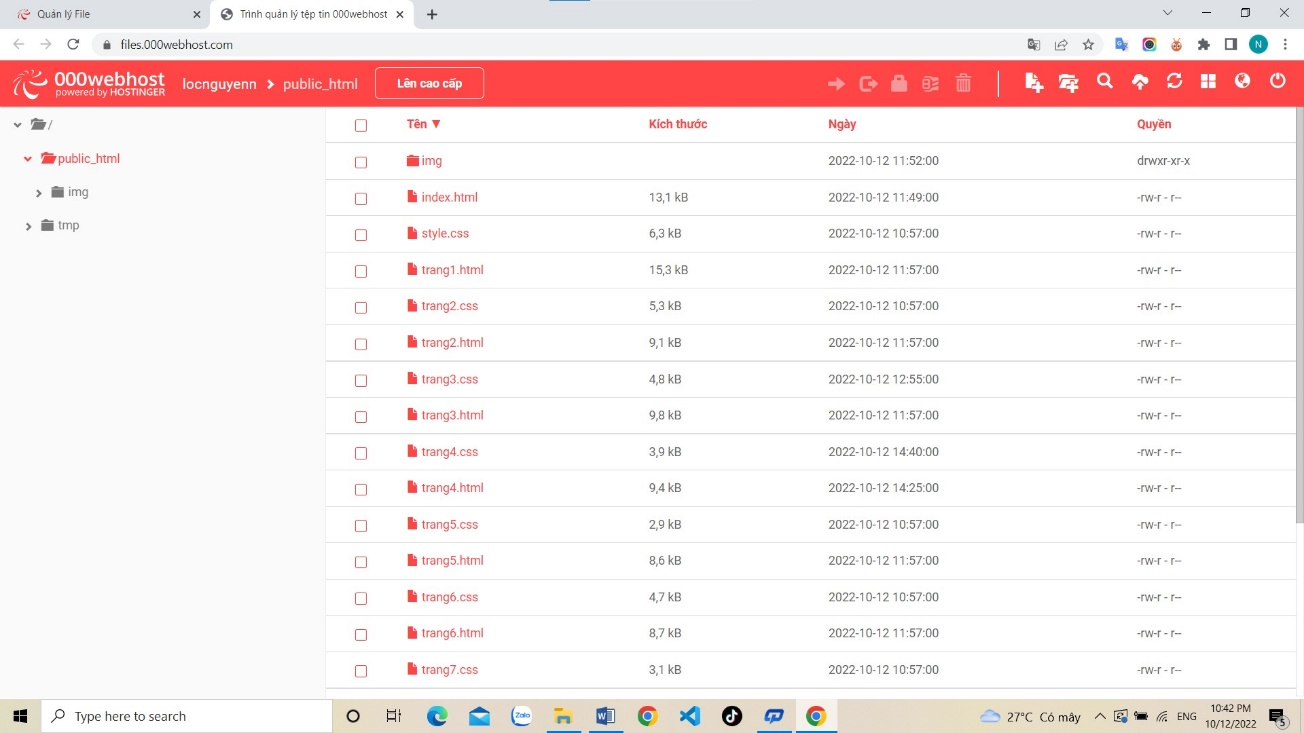 Quản lý File
Trình quản lý tệp tin 000webhost
files.000webhost.com
N
000webhost
powered by HOSTINGER
locnguyenn > public_html
Lên cao cấp
/
public_html
img
tmp
Tên ▼ Kích thước Ngày Quyền
img 2022-10-12 11:52:00 drwxr-xr-x
index.html 13,1 kB 2022-10-12 11:49:00 -rw-r - r--
style.css 6,3 kB 2022-10-12 10:57:00 -rw-r - r--
trang1.html 15,3 kB 2022-10-12 11:57:00 -rw-r - r--
trang2.css 5,3 kB 2022-10-12 10:57:00 -rw-r - r--
trang2.html 9,1 kB 2022-10-12 11:57:00 -rw-r - r--
trang3.css 4,8 kB 2022-10-12 12:55:00 -rw-r - r--
trang3.html 9,8 kB 2022-10-12 11:57:00 -rw-r - r--
trang4.css 3,9 kB 2022-10-12 14:40:00 -rw-r - r--
trang4.html 9,4 kB 2022-10-12 14:25:00 -rw-r - r--
trang5.css 2,9 kB 2022-10-12 10:57:00 -rw-r - r--
trang5.html 8,6 kB 2022-10-12 11:57:00 -rw-r - r--
trang6.css 4,7 kB 2022-10-12 10:57:00 -rw-r - r--
trang6.html 8,7 kB 2022-10-12 11:57:00 -rw-r - r--
trang7.css 3,1 kB 2022-10-12 10:57:00 -rw-r - r--
Type here to search
Zalo
27°C Có mây
ENG
10:42 PM
10/12/2022
5